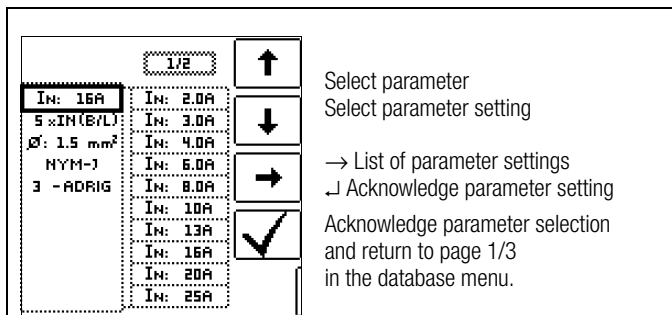 1/2
IN: 16A
5 xIN(B/L)
Ø: 1.5 mm²
NYM-J
3 -ADRIG
IN: 2.0A
IN: 3.0A
IN: 4.0A
IN: 6.0A
IN: 8.0A
IN: 10A
IN: 13A
IN: 16A
IN: 20A
IN: 25A
Select parameter
Select parameter setting
→ List of parameter settings
↵ Acknowledge parameter setting
Acknowledge parameter selection
and return to page 1/3
in the database menu.